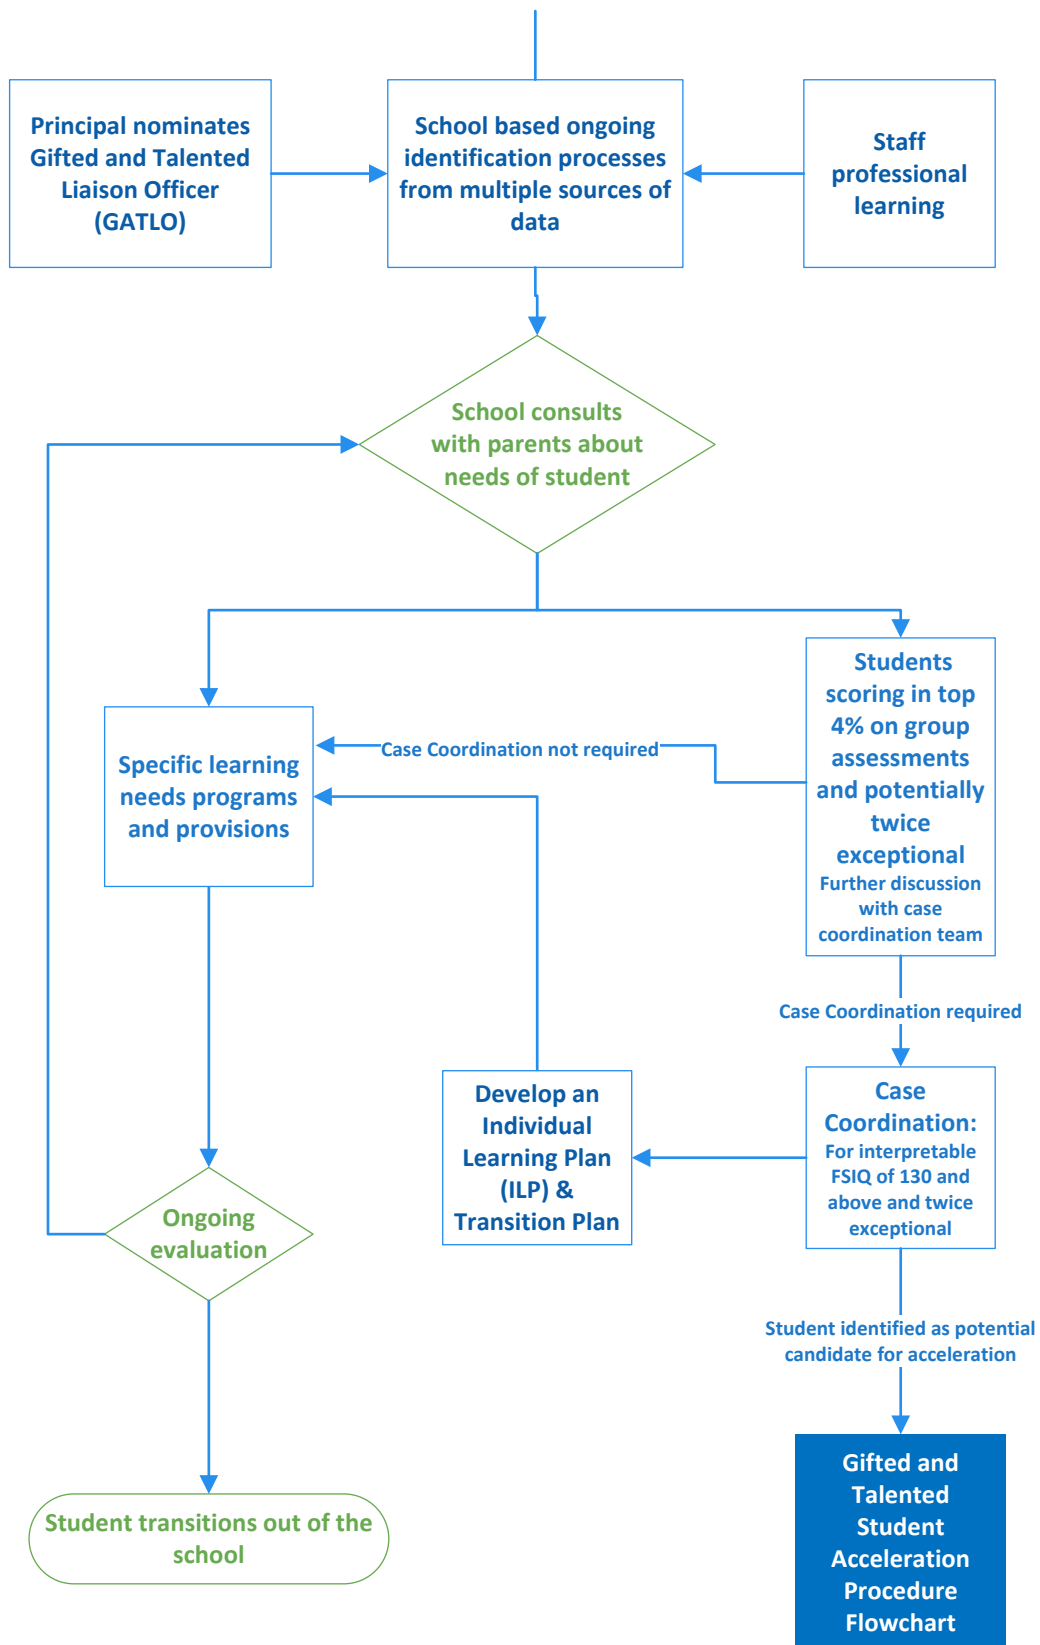 Principal nominates
Gifted and Talented
Liaison Officer
(GATLO)
School based ongoing
identification processes
from multiple sources of
data
Staff
professional
learning
School consults
with parents about
needs of student
Specific learning
needs programs
and provisions
Case Coordination not required
Students
scoring in top
4% on group
assessments
and potentially
twice
exceptional
Further discussion
with case
coordination team
Case Coordination required
Develop an
Individual
Learning Plan
(ILP) &
Transition Plan
Case
Coordination:
For interpretable
FSIQ of 130 and
above and twice
exceptional
Ongoing
evaluation
Student identified as potential
candidate for acceleration
Student transitions out of the
school
Gifted and
Talented
Student
Acceleration
Procedure
Flowchart